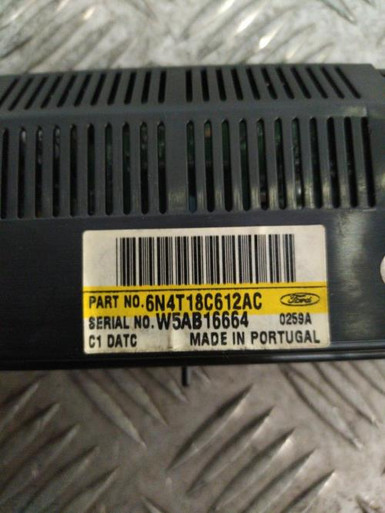 PART NO. 6N4T18C612AC Ford
SERIAL NO. W5AB16664 0259A
C1 DATC MADE IN PORTUGAL